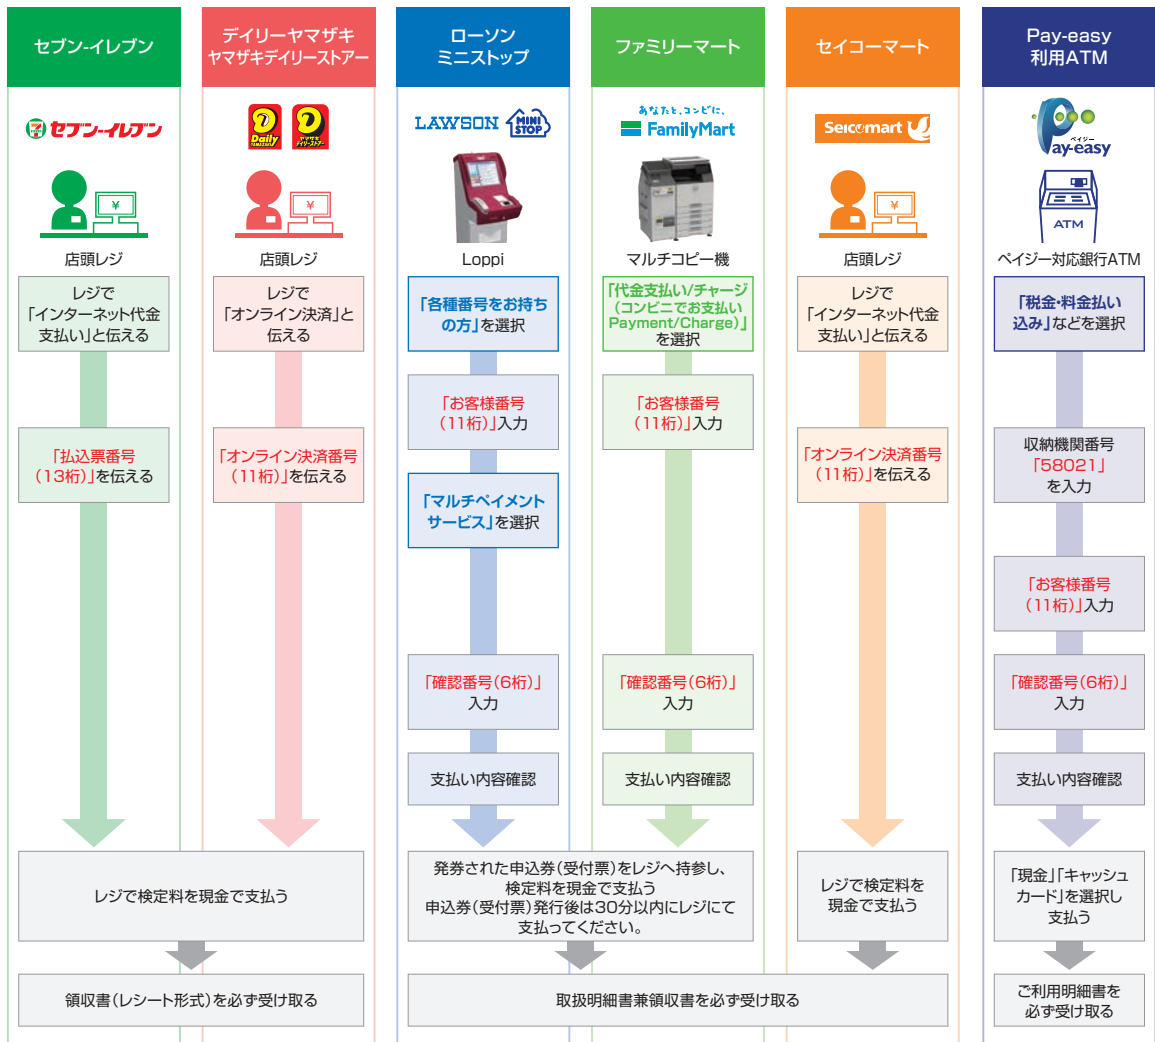 セブン-イレブン
セブン-イレブン
店頭レジ
レジで
「インターネット代金
支払い」と伝える
「払込票番号
(13桁)」を伝える
デイリーヤマザキ
ヤマザキデイリーストアー
Daily
YAMAZAKI
ヤマザキ
デイリーストアー
店頭レジ
レジで
「オンライン決済」と
伝える
「オンライン決済番号
(11桁)」を伝える
レジで検定料を現金で支払う
領収書(レシート形式)を必ず受け取る
ローソン
ミニストップ
LAWSON
MINI
STOP
Loppi
「各種番号をお持ち
の方」を選択
「お客様番号
(11桁)」入力
「マルチペイメント
サービス」を選択
「確認番号(6桁)」
入力
支払い内容確認
ファミリーマート
あなたと、コンビに、
FamilyMart
マルチコピー機
「代金支払い/チャージ
(コンビニでお支払い
Payment/Charge)」
を選択
「お客様番号
(11桁)」入力
「確認番号(6桁)」
入力
支払い内容確認
発券された申込券(受付票)をレジへ持参し、
検定料を現金で支払う
申込券(受付票)発行後は30分以内にレジにて
支払ってください。
セイコーマート
Seicomart
店頭レジ
レジで
「インターネット代金
支払い」と伝える
「オンライン決済番号
(11桁)」を伝える
レジで検定料を
現金で支払う
取扱明細書兼領収書を必ず受け取る
Pay-easy
利用ATM
ペイジー
Pay-easy
ATM
ペイジー対応銀行ATM
「税金・料金払い
込み」などを選択
収納機関番号
「58021」
を入力
「お客様番号
(11桁)」入力
「確認番号(6桁)」
入力
支払い内容確認
「現金」「キャッシュ
カード」を選択し
支払う
ご利用明細書を
必ず受け取る